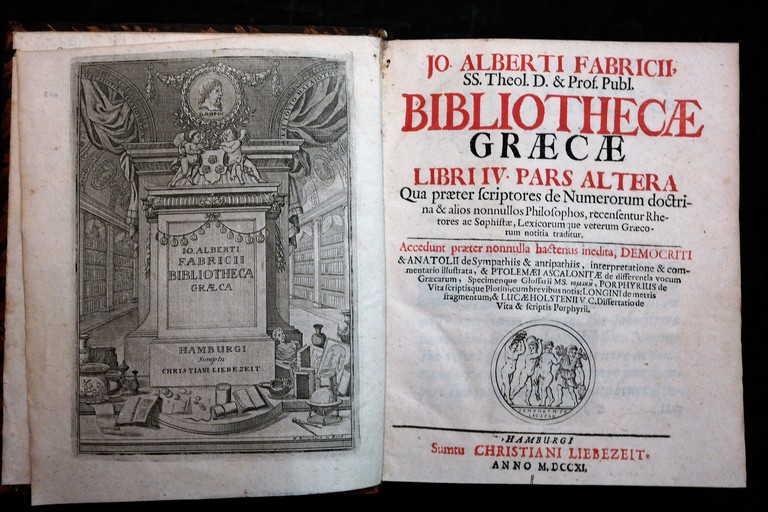 IO. ALBERTI
FABRICII
BIBLIOTHECA
GRÆCA
HAMBURGI
Sumptu
CHRISTIANI LIEBEZEIT.
JO. ALBERTI FABRICII,
SS. Theol. D. & Prof. Publ.
BIBLIOTHECÆ
GRÆCÆ
LIBRI IV. PARS ALTERA
Qua præter ſcriptores de Numerorum doctri-
na & alios nonnullos Philoſophos, recenſentur Rhe-
tores ac Sophiſtæ, Lexicorumque veterum Græco-
rum notitia traditur.
Accedunt præter nonnulla hactenus inedita, DEMOCRITI
& ANATOLII de Sympathiis & antipathiis, interpretatione & com-
mentario illuſtrata, & PTOLEMÆI ASCALONITÆ de differentia vocum
Græcarum, Specimenque Gloſſarii MS. PORPHYRIUS de
Vita ſcriptisque Plotini, cum brevibus notis: LONGINI de metris
fragmentum, & LUCÆ HOLSTENII V. C. Diſſertatio de
Vita & ſcriptis Porphyrii.
HAMBURGI
Sumtu CHRISTIANI LIEBEZEIT.
ANNO M. DCCXI.